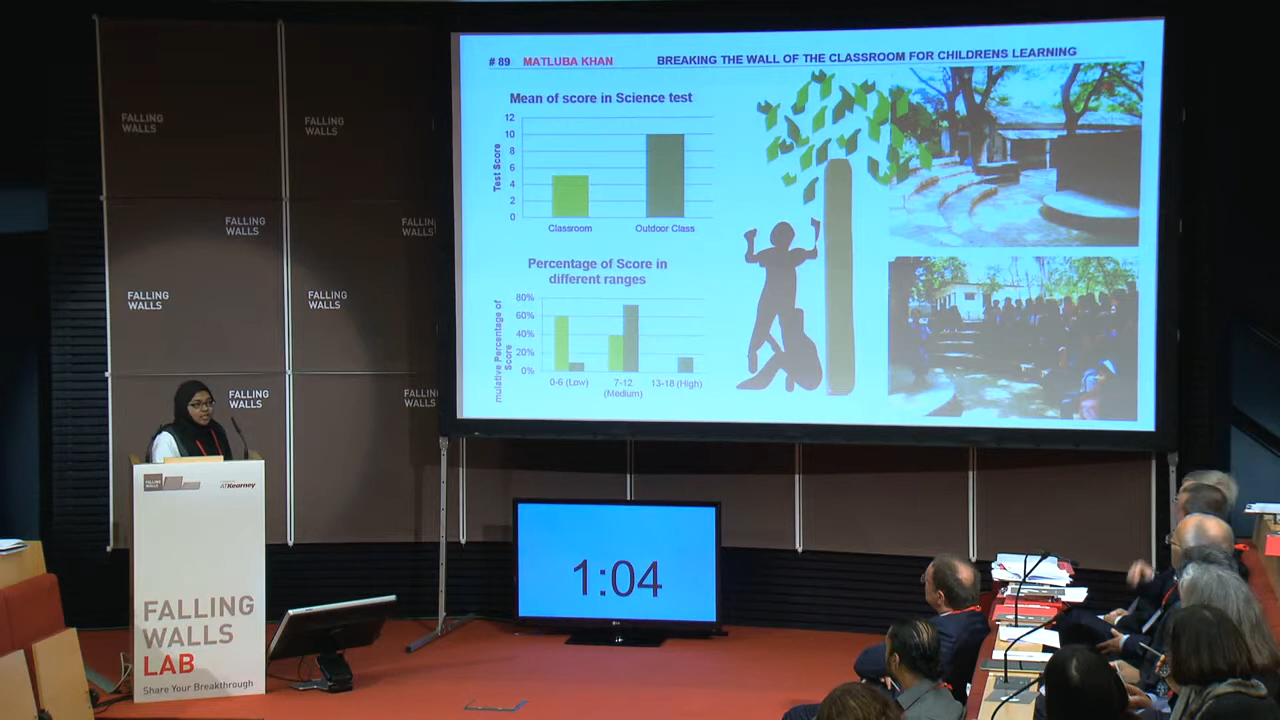 # 89 MATLUBA KHAN BREAKING THE WALL OF THE CLASSROOM FOR CHILDRENS LEARNING
Mean of score in Science test
Test Score
12
10
8
6
4
2
0
Classroom Outdoor Class
Percentage of Score in
different ranges
mulative Percentage of
Score
80%
60%
40%
20%
0%
0-6 (Low) 7-12 13-18 (High)
(Medium)
FALLING
WALLS
FALLING
WALLS
FALLING
WALLS
FALLIN
WALLS
FALLING
WALLS
FALLING
WALLS
FALLING
WALLS
FALLING
WALLS
FALLING
WALLS
ATKearney
FALLING
WALLS
LAB
Share Your Breakthrough
1:04
LG